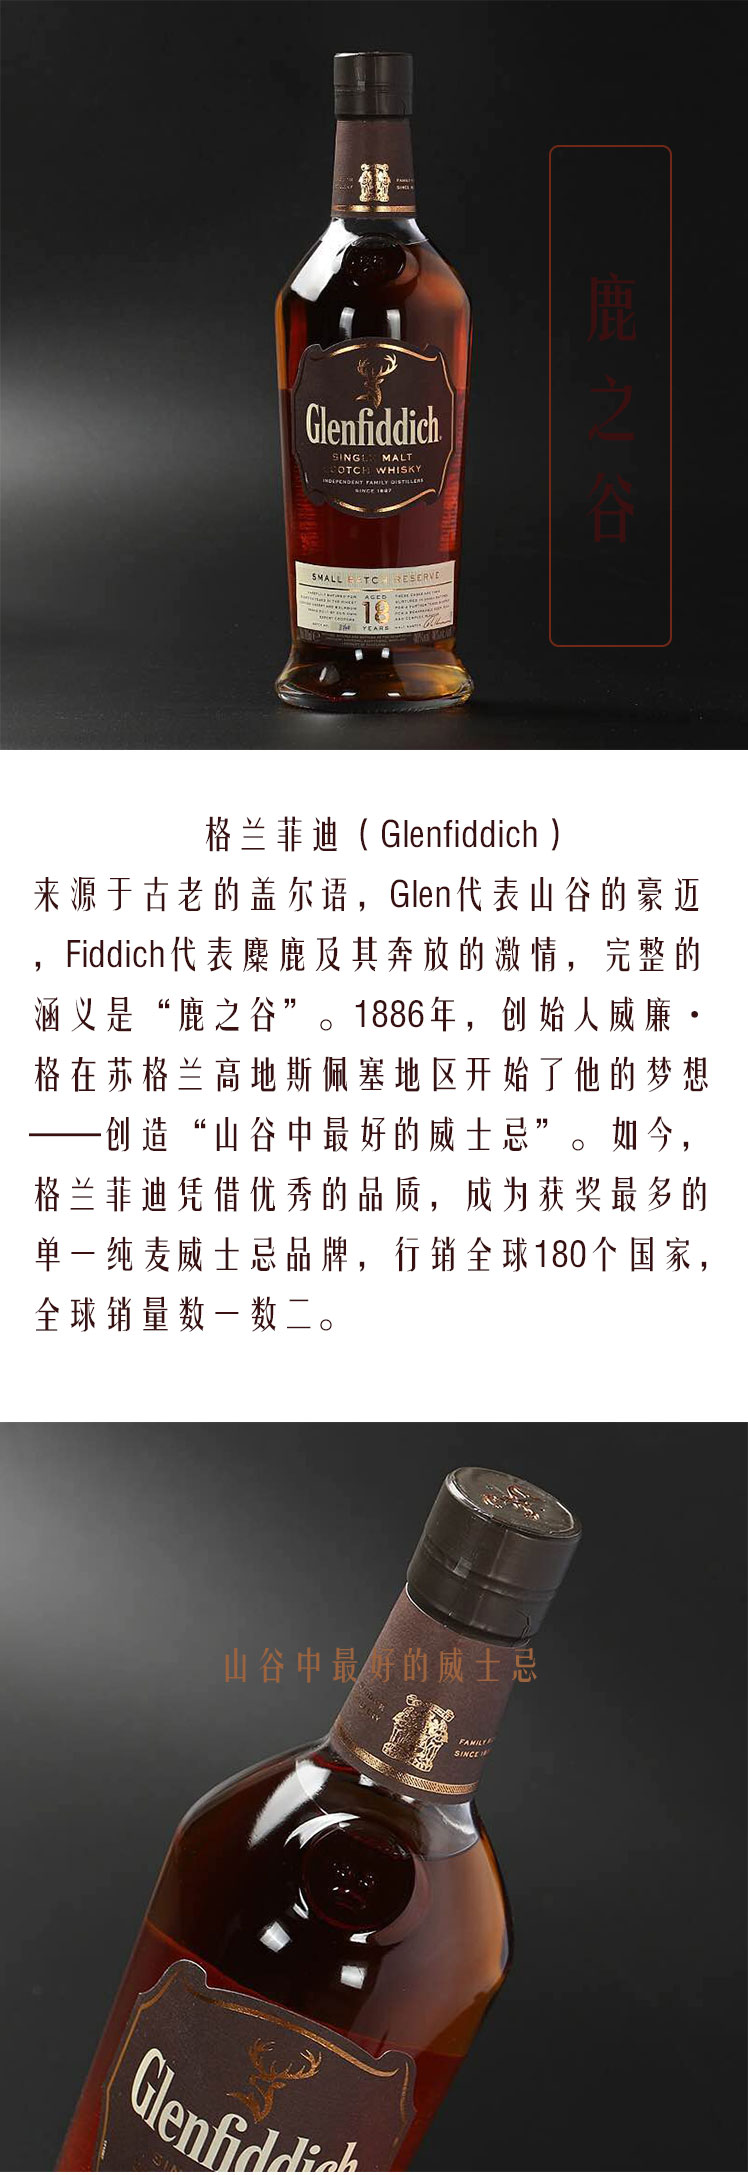 FAMILY
SINCE 18
鹿之谷
Glenfiddich
SINGLE MALT
SCOTCH WHISKY
INDEPENDENT FAMILY DISTILLERS
SINCE 1887
SMALL BATCH RESERVE
AGED
18
YEARS
格兰菲迪（Glenfiddich）
来源于古老的盖尔语，Glen代表山谷的豪迈
，Fiddich代表麋鹿及其奔放的激情，完整的
涵义是“鹿之谷”。1886年，创始人威廉·
格在苏格兰高地斯佩塞地区开始了他的梦想
——创造“山谷中最好的威士忌”。如今，
格兰菲迪凭借优秀的品质，成为获奖最多的
单一纯麦威士忌品牌，行销全球180个国家，
全球销量数一数二。
山谷中最好的威士忌
FAMILY
SINCE 18
Glenfiddich